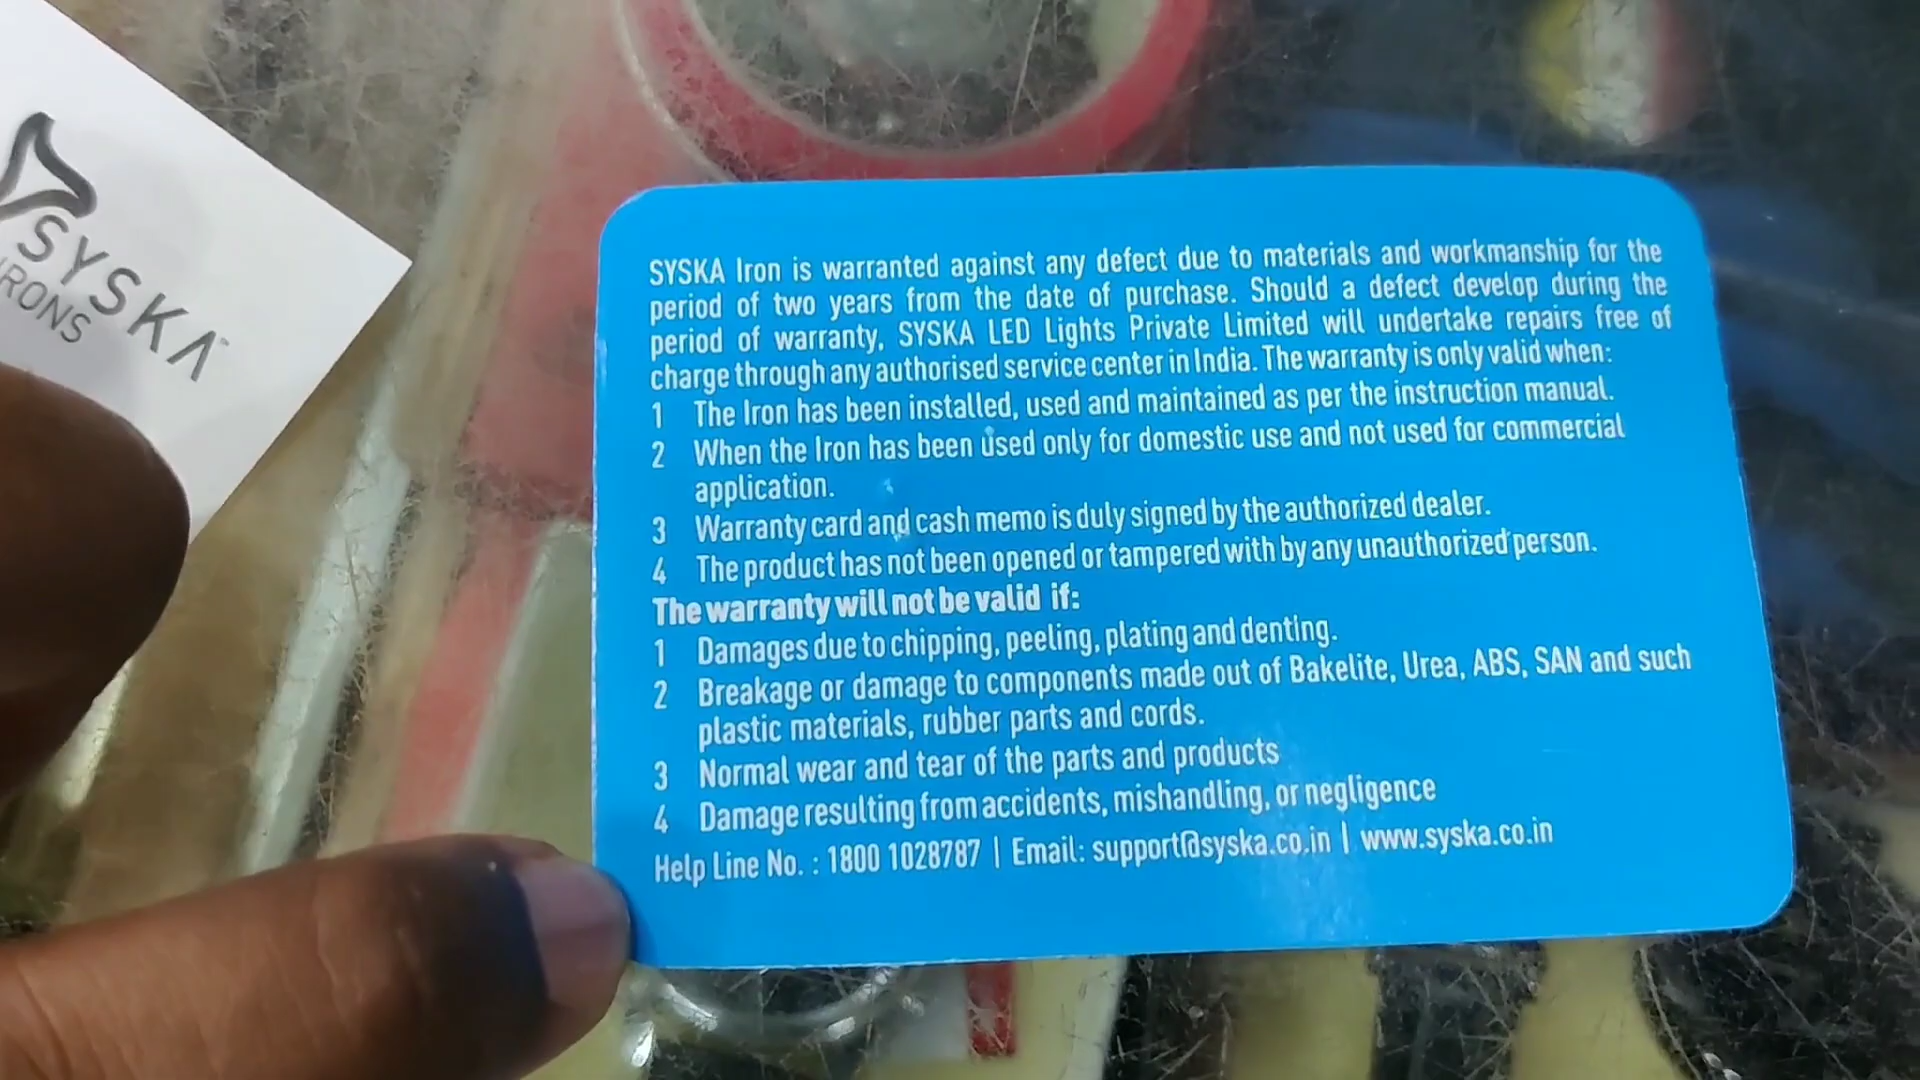 SYSKA
IRONS
SYSKA Iron is warranted against any defect due to materials and workmanship for the
period of two years from the date of purchase. Should a defect develop during the
period of warranty, SYSKA LED Lights Private Limited will undertake repairs free of
charge through any authorised service center in India. The warranty is only valid when:
1 The Iron has been installed, used and maintained as per the instruction manual.
2 When the Iron has been used only for domestic use and not used for commercial
application.
3 Warranty card and cash memo is duly signed by the authorized dealer.
4 The product has not been opened or tampered with by any unauthorized person.
The warranty will not be valid if:
1 Damages due to chipping, peeling, plating and denting.
2 Breakage or damage to components made out of Bakelite, Urea, ABS, SAN and such
plastic materials, rubber parts and cords.
3 Normal wear and tear of the parts and products
4 Damage resulting from accidents, mishandling, or negligence
Help Line No. : 1800 1028787 | Email: support@syska.co.in | www.syska.co.in